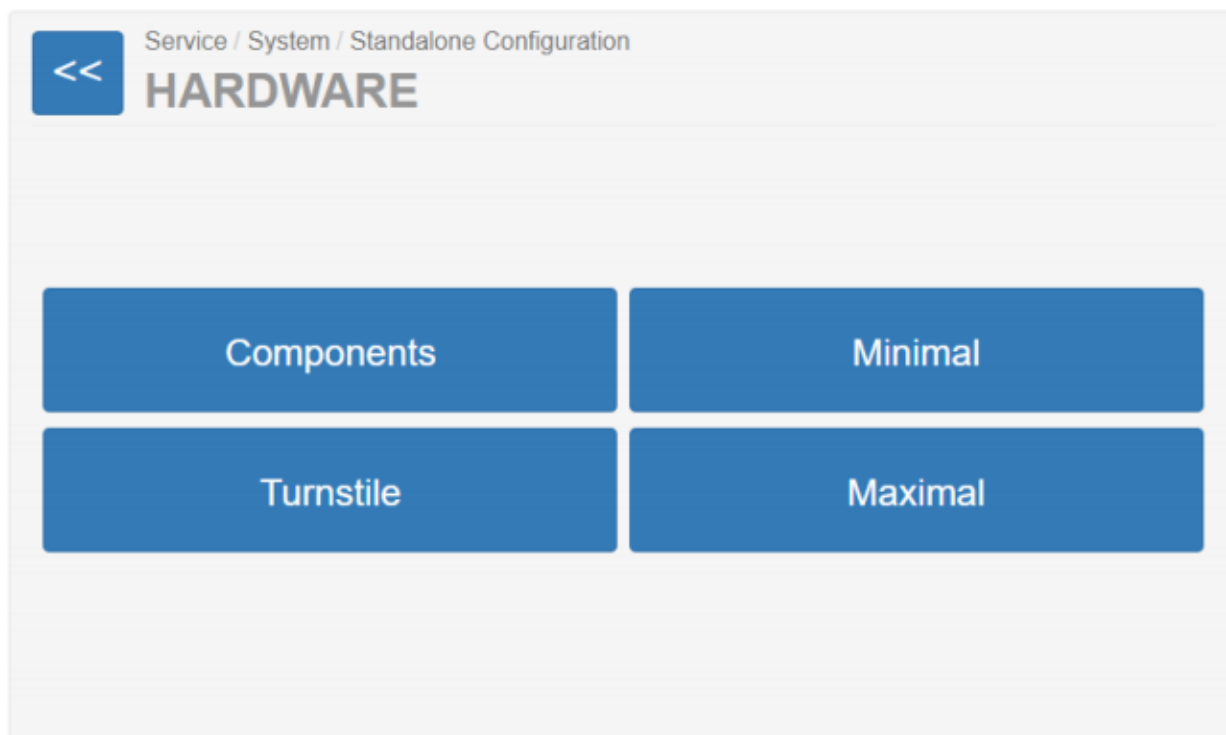 <<
Service / System / Standalone Configuration
HARDWARE
Components
Minimal
Turnstile
Maximal